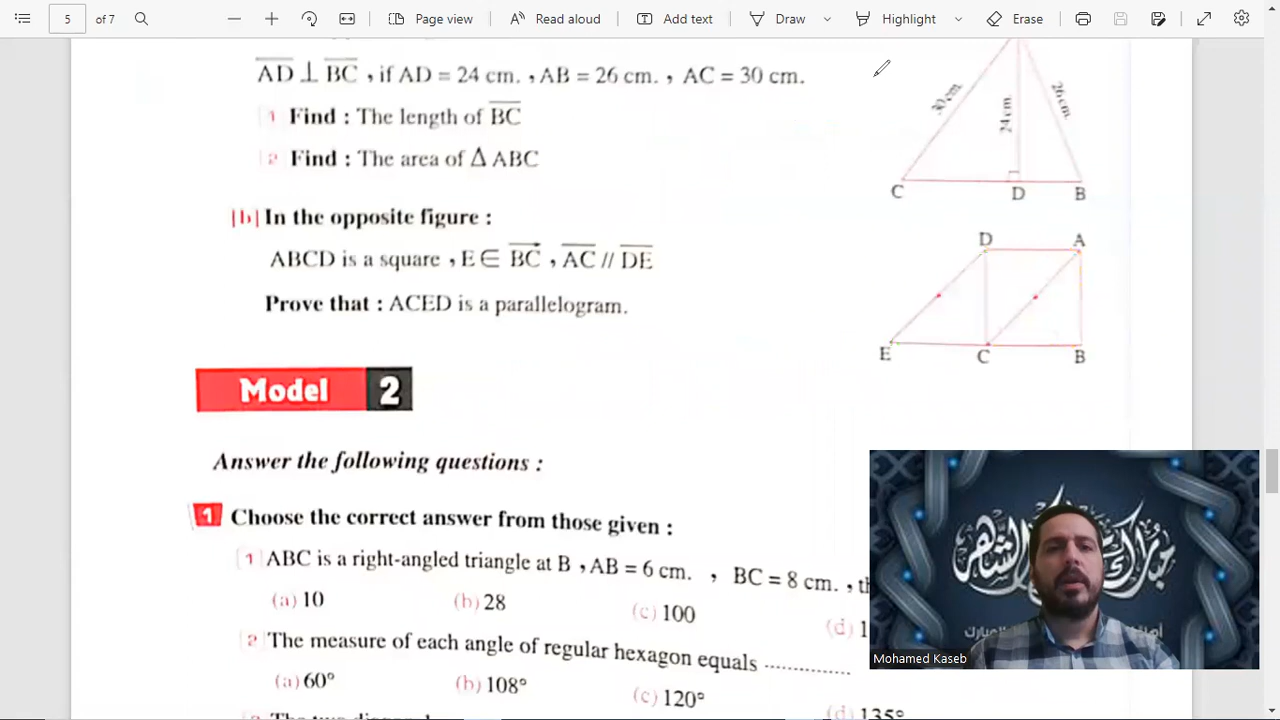 5 of 7 Page view Read aloud Add text Draw Highlight Erase
AD ⊥ BC , if AD = 24 cm. , AB = 26 cm. , AC = 30 cm.
1 Find : The length of BC
2 Find : The area of Δ ABC
30 cm.
24 cm.
26 cm.
C D B
[b] In the opposite figure :
ABCD is a square , E ∈ BC , AC // DE
Prove that : ACED is a parallelogram.
D A
E C B
Model 2
Answer the following questions :
1 Choose the correct answer from those given :
1 ABC is a right-angled triangle at B , AB = 6 cm. , BC = 8 cm. , th
(a) 10 (b) 28 (c) 100 (d) 1
2 The measure of each angle of regular hexagon equals ..............
(a) 60° (b) 108° (c) 120° (d) 135°
Mohamed Kaseb